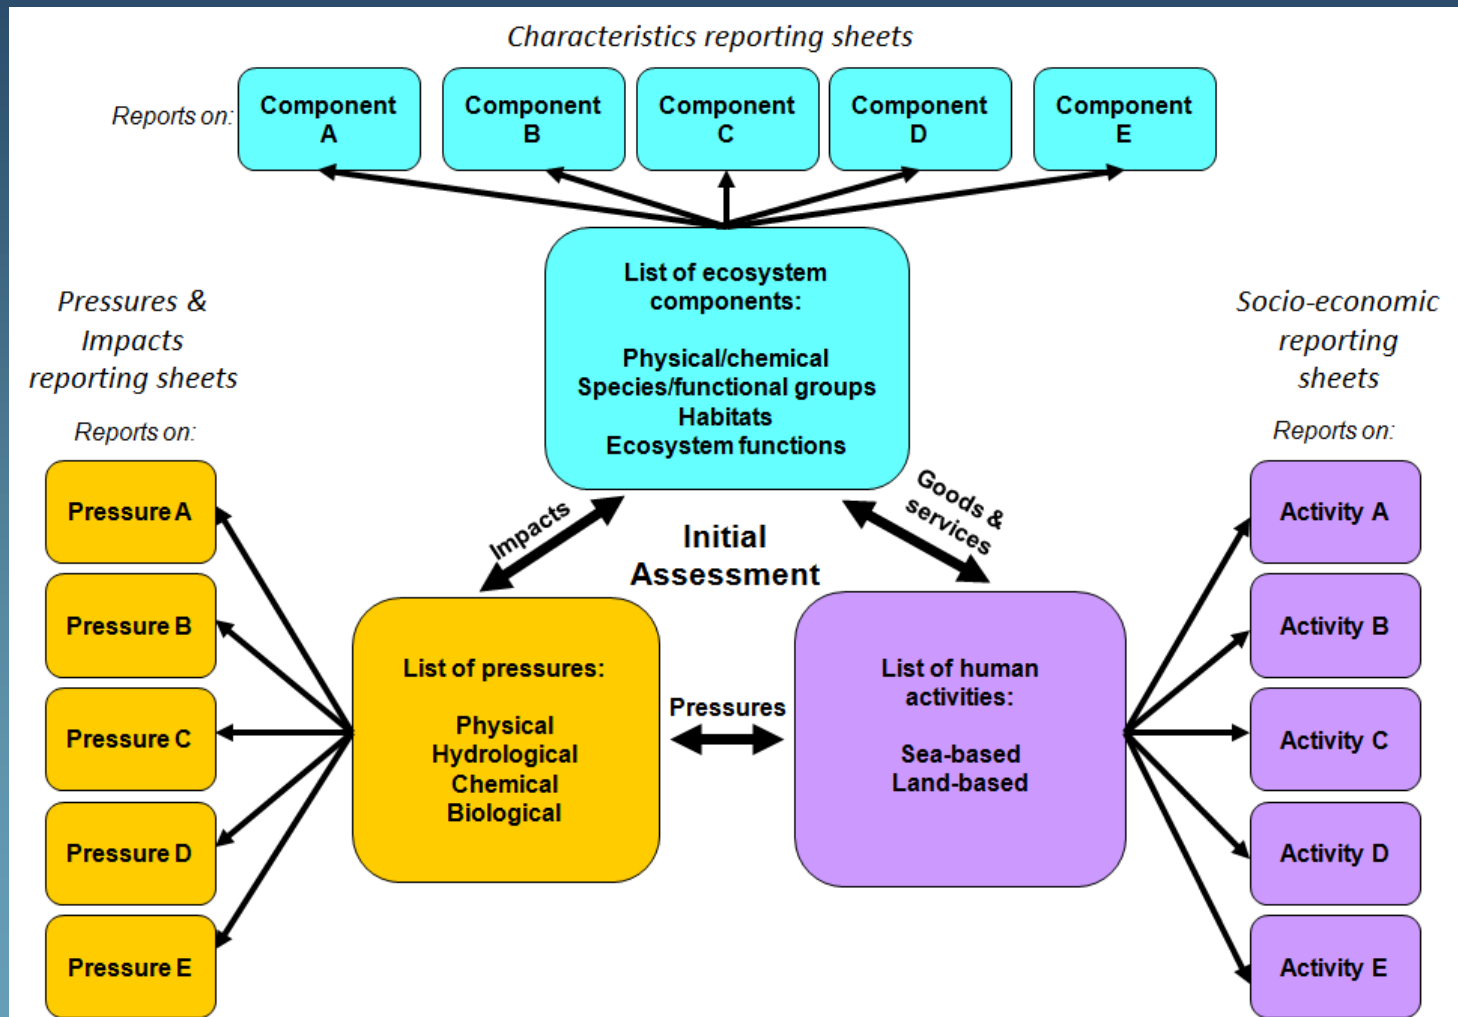 Characteristics reporting sheets
Reports on:
Component
A
Component
B
Component
C
Component
D
Component
E
List of ecosystem
components:
Physical/chemical
Species/functional groups
Habitats
Ecosystem functions
Pressures &
Impacts
reporting sheets
Reports on:
Pressure A
Pressure B
Pressure C
Pressure D
Pressure E
Impacts
Initial
Assessment
Goods &
services
List of pressures:
Physical
Hydrological
Chemical
Biological
Pressures
List of human
activities:
Sea-based
Land-based
Socio-economic
reporting
sheets
Reports on:
Activity A
Activity B
Activity C
Activity D
Activity E